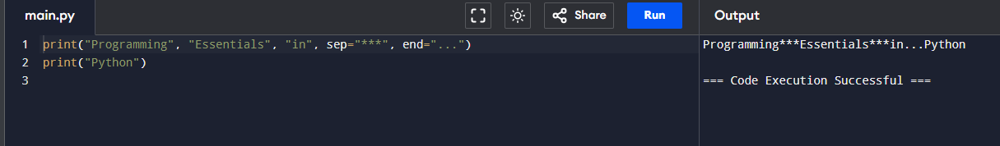 main.py
Share
Run
Output
1 print("Programming", "Essentials", "in", sep="***", end="...")
2 print("Python")
3
Programming***Essentials***in...Python
=== Code Execution Successful ===